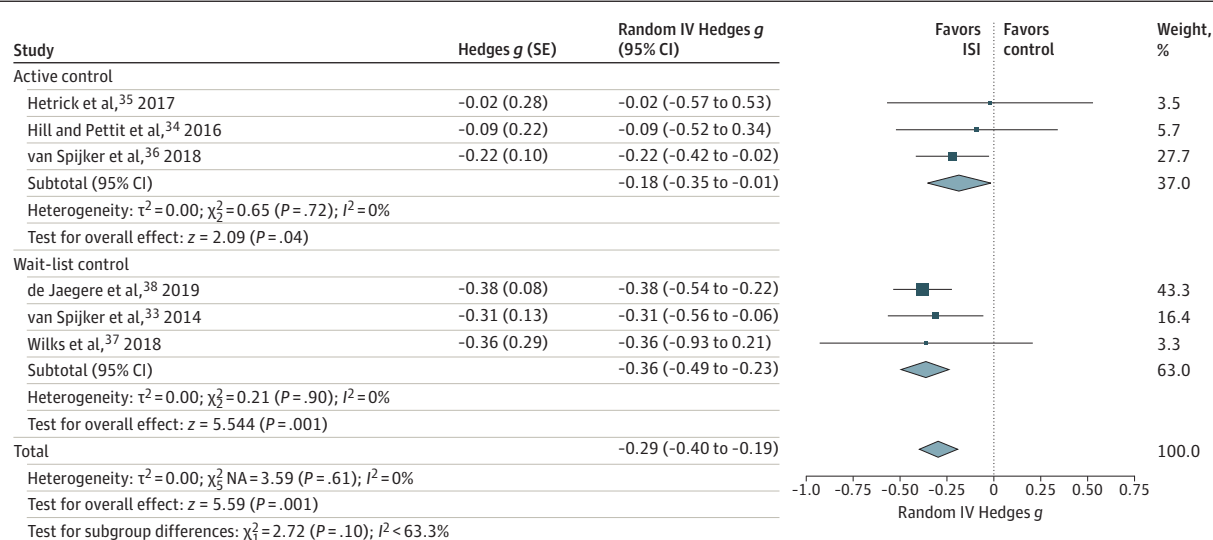 Study Hedges g (SE) Random IV Hedges g (95% CI) Favors ISI Favors control Weight, %
Active control
Hetrick et al,35 2017 -0.02 (0.28) -0.02 (-0.57 to 0.53) 3.5
Hill and Pettit et al,34 2016 -0.09 (0.22) -0.09 (-0.52 to 0.34) 5.7
van Spijker et al,36 2018 -0.22 (0.10) -0.22 (-0.42 to -0.02) 27.7
Subtotal (95% CI) -0.18 (-0.35 to -0.01) 37.0
Heterogeneity: τ2=0.00; χ22=0.65 (P=.72); I2=0%
Test for overall effect: z = 2.09 (P=.04)
Wait-list control
de Jaegere et al,38 2019 -0.38 (0.08) -0.38 (-0.54 to -0.22) 43.3
van Spijker et al,33 2014 -0.31 (0.13) -0.31 (-0.56 to -0.06) 16.4
Wilks et al,37 2018 -0.36 (0.29) -0.36 (-0.93 to 0.21) 3.3
Subtotal (95% CI) -0.36 (-0.49 to -0.23) 63.0
Heterogeneity: τ2=0.00; χ22=0.21 (P=.90); I2=0%
Test for overall effect: z = 5.544 (P=.001)
Total -0.29 (-0.40 to -0.19) 100.0
Heterogeneity: τ2=0.00; χ25 NA=3.59 (P=.61); I2=0%
Test for overall effect: z = 5.59 (P=.001)
Test for subgroup differences: χ21=2.72 (P=.10); I2<63.3%
-1.0 -0.75 -0.50 -0.25 0 0.25 0.50 0.75
Random IV Hedges g